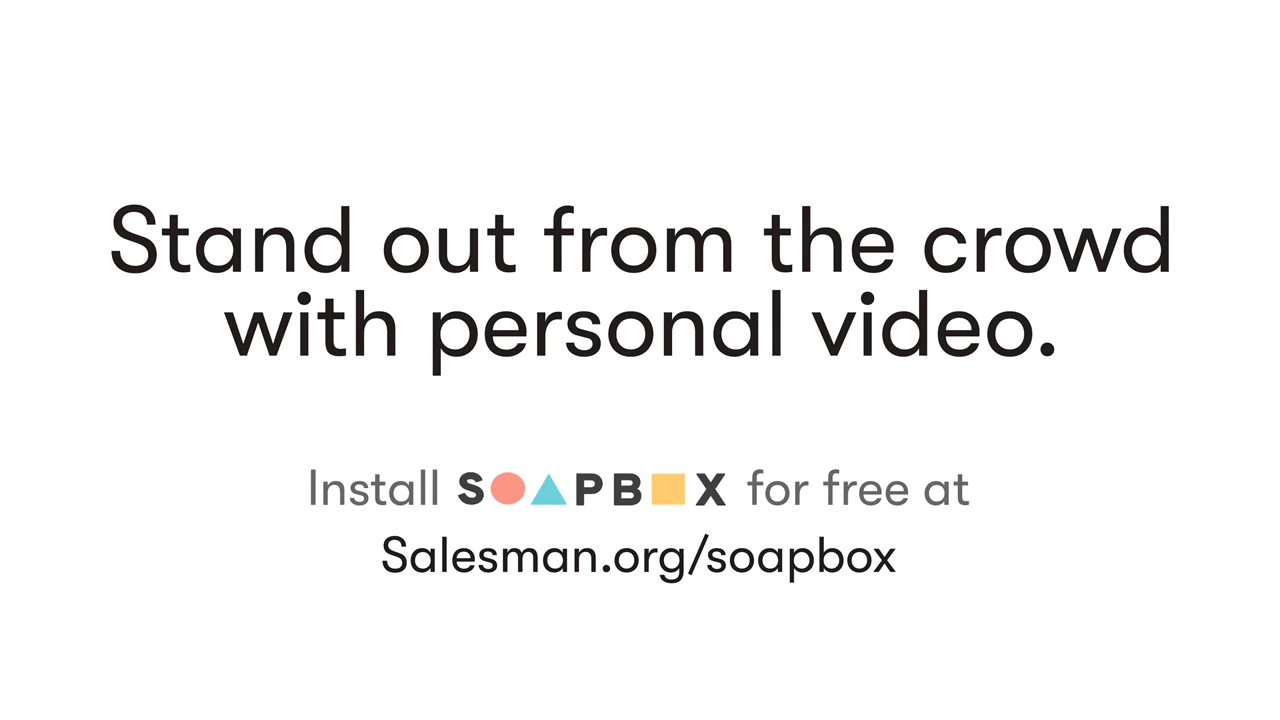 Stand out from the crowd
with personal video.
Install SOAPBOX for free at
Salesman.org/soapbox